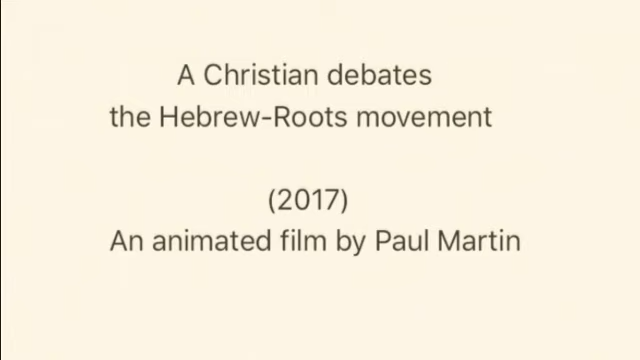 A Christian debates
the Hebrew-Roots movement
(2017)
An animated film by Paul Martin